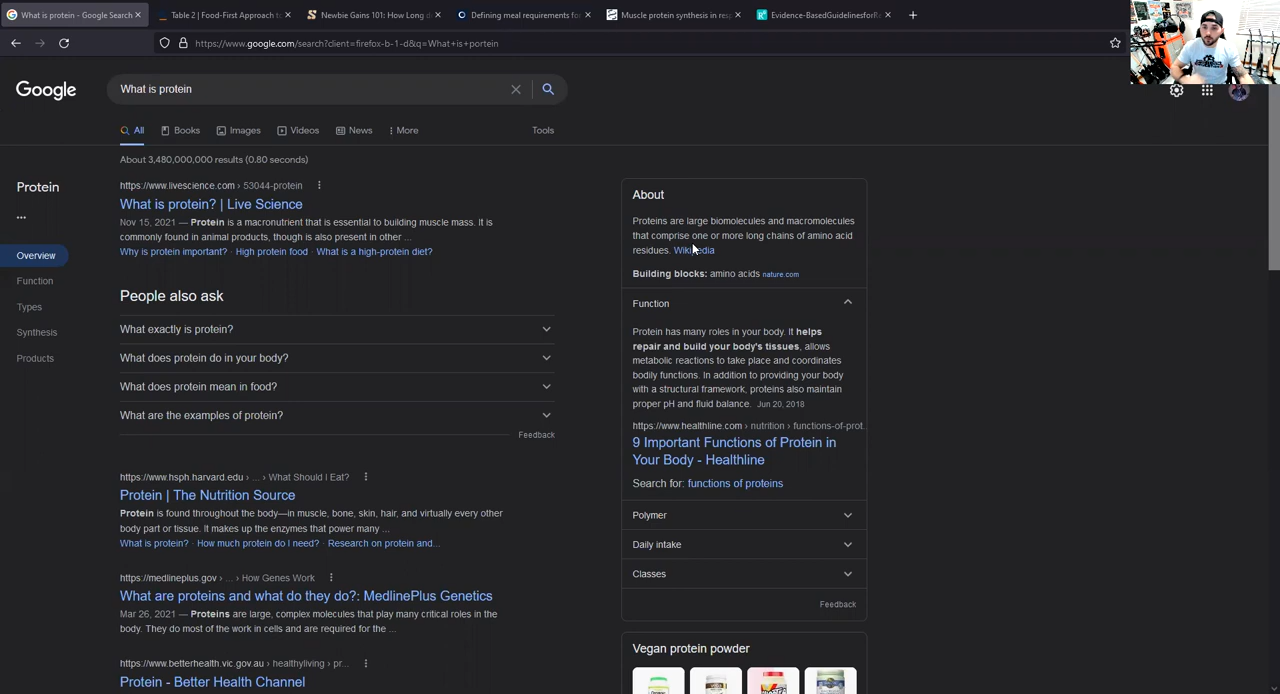 What is protein - Google Search
Table 2 | Food-First Approach to
Newbie Gains 101: How Long d
Defining meal requirements for
Muscle protein synthesis in resp
Evidence-BasedGuidelinesforRe
https://www.google.com/search?client=firefox-b-1-d&q=What+is+portein
Google
What is protein
All
Books
Images
Videos
News
More
Tools
About 3,480,000,000 results (0.80 seconds)
Protein
Overview
Function
Types
Synthesis
Products
https://www.livescience.com › 53044-protein
What is protein? | Live Science
Nov 15, 2021 — Protein is a macronutrient that is essential to building muscle mass. It is
commonly found in animal products, though is also present in other ...
Why is protein important? · High protein food · What is a high-protein diet?
People also ask
What exactly is protein?
What does protein do in your body?
What does protein mean in food?
What are the examples of protein?
Feedback
https://www.hsph.harvard.edu › ... › What Should I Eat?
Protein | The Nutrition Source
Protein is found throughout the body—in muscle, bone, skin, hair, and virtually every other
body part or tissue. It makes up the enzymes that power many ...
What is protein? · How much protein do I need? · Research on protein and...
https://medlineplus.gov › ... › How Genes Work
What are proteins and what do they do?: MedlinePlus Genetics
Mar 26, 2021 — Proteins are large, complex molecules that play many critical roles in the
body. They do most of the work in cells and are required for the ...
https://www.betterhealth.vic.gov.au › healthyliving › pr...
Protein - Better Health Channel
About
Proteins are large biomolecules and macromolecules
that comprise one or more long chains of amino acid
residues. Wikipedia
Building blocks: amino acids nature.com
Function
Protein has many roles in your body. It helps
repair and build your body's tissues, allows
metabolic reactions to take place and coordinates
bodily functions. In addition to providing your body
with a structural framework, proteins also maintain
proper pH and fluid balance. Jun 20, 2018
https://www.healthline.com › nutrition › functions-of-prot...
9 Important Functions of Protein in
Your Body - Healthline
Search for: functions of proteins
Polymer
Daily intake
Classes
Feedback
Vegan protein powder